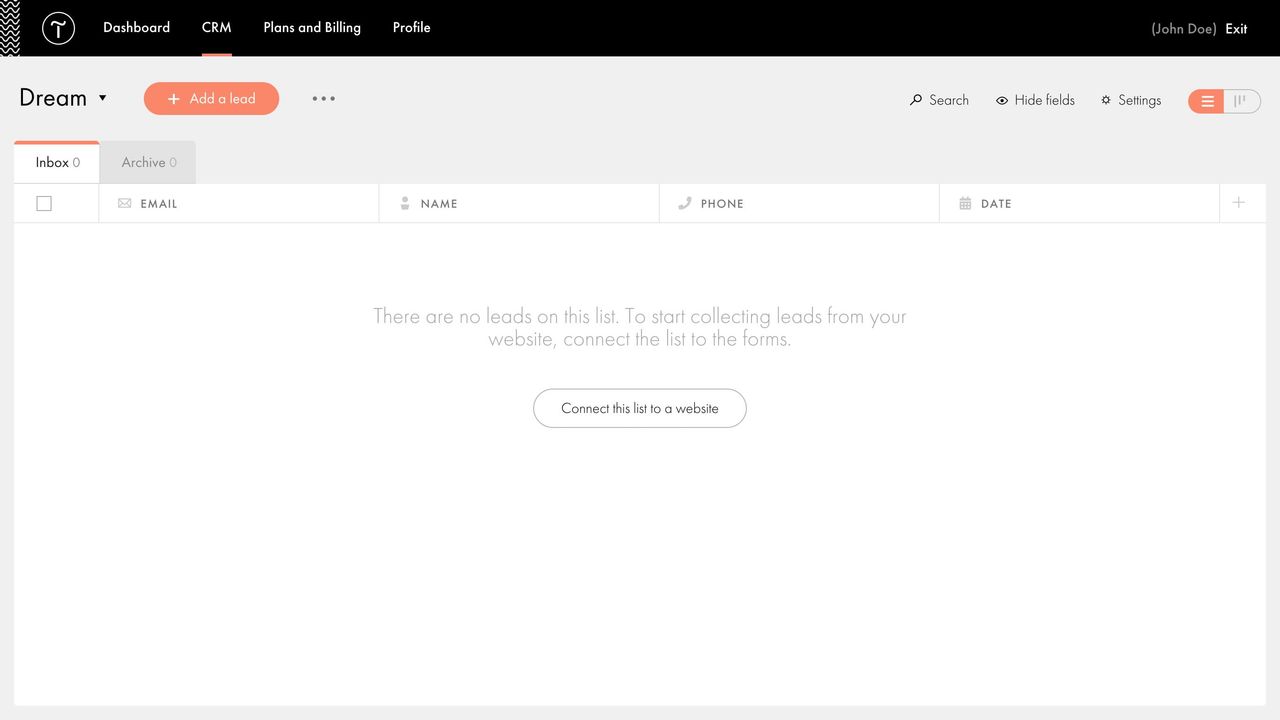 Dashboard CRM Plans and Billing Profile (John Doe) Exit
Dream + Add a lead Search Hide fields Settings
Inbox 0 Archive 0
EMAIL NAME PHONE DATE
There are no leads on this list. To start collecting leads from your
website, connect the list to the forms.
Connect this list to a website